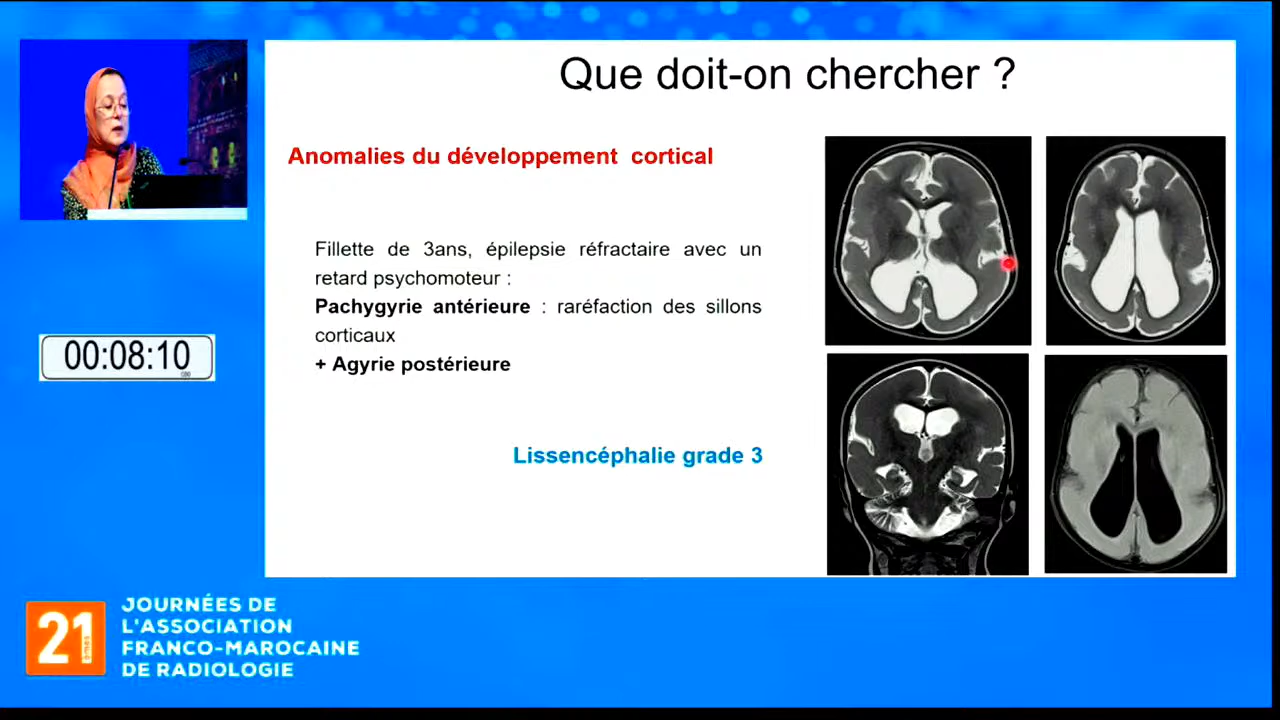 Que doit-on chercher ?
Anomalies du développement cortical
Fillette de 3ans, épilepsie réfractaire avec un
retard psychomoteur :
Pachygyrie antérieure : raréfaction des sillons
corticaux
+ Agyrie postérieure
Lissencéphalie grade 3
00:08:10
21
èmes
JOURNÉES DE
L'ASSOCIATION
FRANCO-MAROCAINE
DE RADIOLOGIE